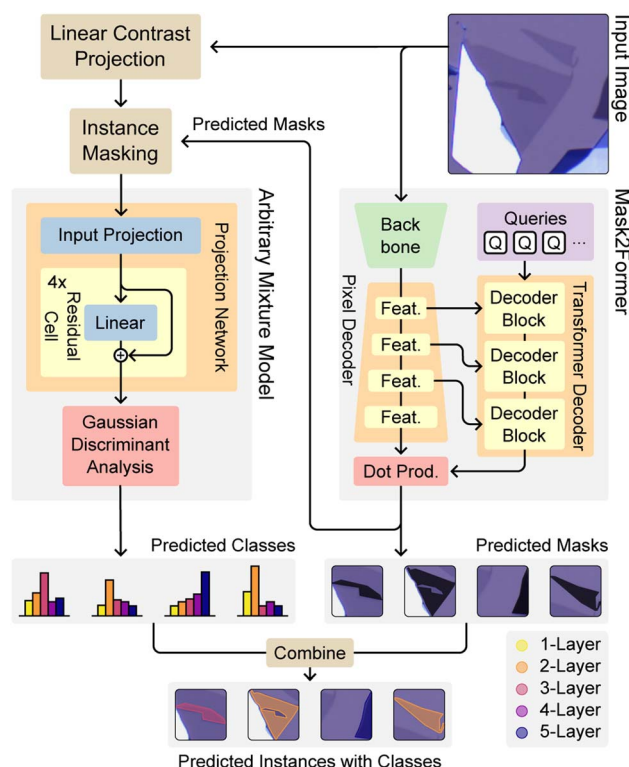 Linear Contrast
Projection
Input Image
Instance
Masking
Predicted Masks
Arbitrary Mixture Model
Projection Network
Input Projection
4x
Residual
Cell
Linear
Gaussian
Discriminant
Analysis
Mask2Former
Back
bone
Queries
Q Q Q ...
Pixel Decoder
Feat.
Feat.
Feat.
Feat.
Transformer Decoder
Decoder
Block
Decoder
Block
Decoder
Block
Dot Prod.
Predicted Classes
Predicted Masks
Combine
1-Layer
2-Layer
3-Layer
4-Layer
5-Layer
Predicted Instances with Classes